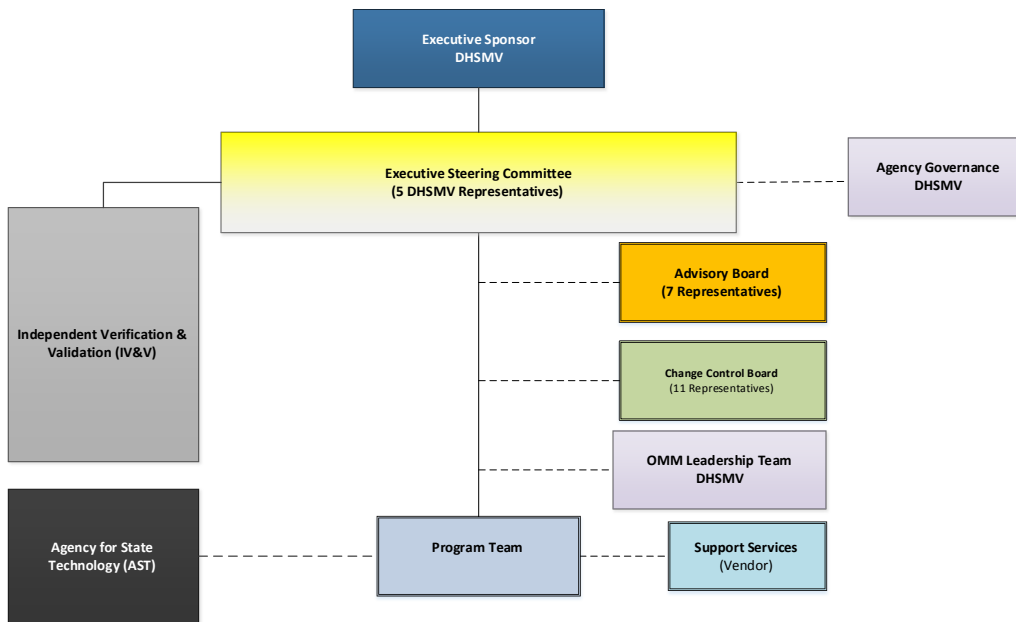 Executive Sponsor
DHSMV
Executive Steering Committee
(5 DHSMV Representatives)
Agency Governance
DHSMV
Advisory Board
(7 Representatives)
Independent Verification &
Validation (IV&V)
Change Control Board
(11 Representatives)
OMM Leadership Team
DHSMV
Agency for State
Technology (AST)
Program Team
Support Services
(Vendor)